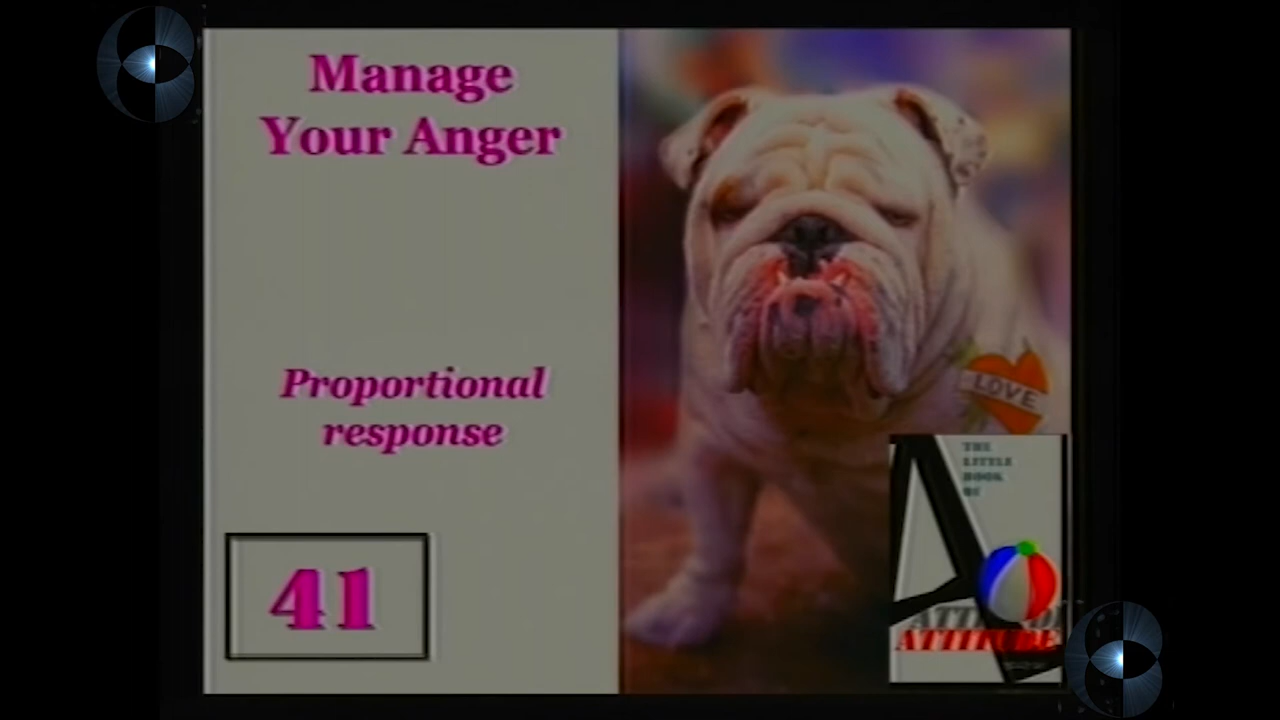 Manage
Your Anger
Proportional
response
41
LOVE
THE
LITTLE
BOOK
OF
ATTITUDE